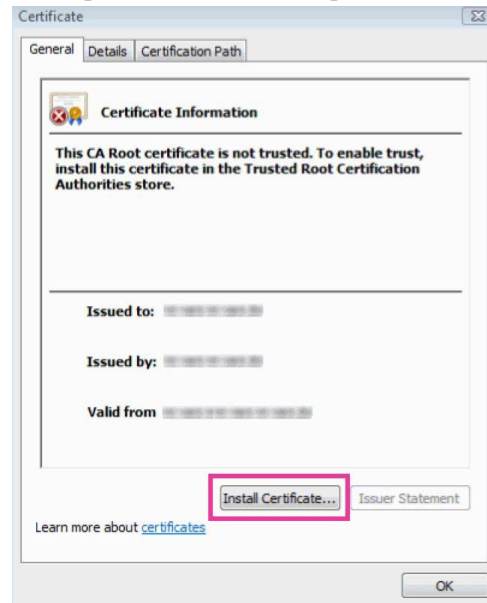 Certificate
General Details Certification Path
Certificate Information
This CA Root certificate is not trusted. To enable trust,
install this certificate in the Trusted Root Certification
Authorities store.
Issued to:
Issued by:
Valid from
Install Certificate... Issuer Statement
Learn more about certificates
OK